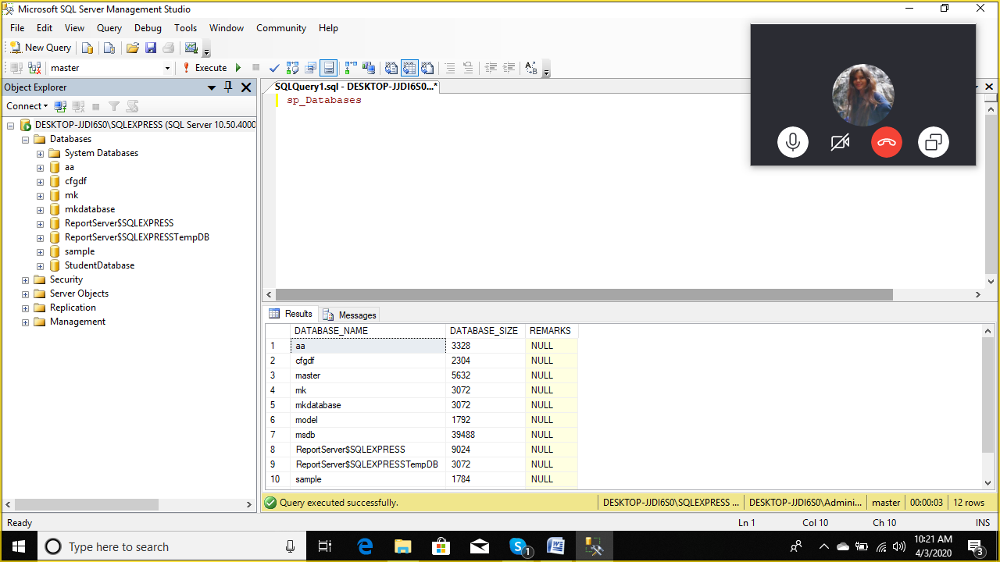 Microsoft SQL Server Management Studio
File Edit View Query Debug Tools Window Community Help
New Query
master Execute
Object Explorer
Connect
DESKTOP-JJDI6S0\SQLEXPRESS (SQL Server 10.50.4000
Databases
System Databases
aa
cfgdf
mk
mkdatabase
ReportServer$SQLEXPRESS
ReportServer$SQLEXPRESSTempDB
sample
StudentDatabase
Security
Server Objects
Replication
Management
SQLQuery1.sql - DESKTOP-JJDI6S0...*
sp_Databases
Results Messages
DATABASE_NAME DATABASE_SIZE REMARKS
1 aa 3328 NULL
2 cfgdf 2304 NULL
3 master 5632 NULL
4 mk 3072 NULL
5 mkdatabase 3072 NULL
6 model 1792 NULL
7 msdb 39488 NULL
8 ReportServer$SQLEXPRESS 9024 NULL
9 ReportServer$SQLEXPRESSTempDB 3072 NULL
10 sample 1784 NULL
Query executed successfully. DESKTOP-JJDI6S0\SQLEXPRESS ... DESKTOP-JJDI6S0\Admini... master 00:00:03 12 rows
Ready Ln 1 Col 10 Ch 10 INS
Type here to search
1
10:21 AM
4/3/2020
3